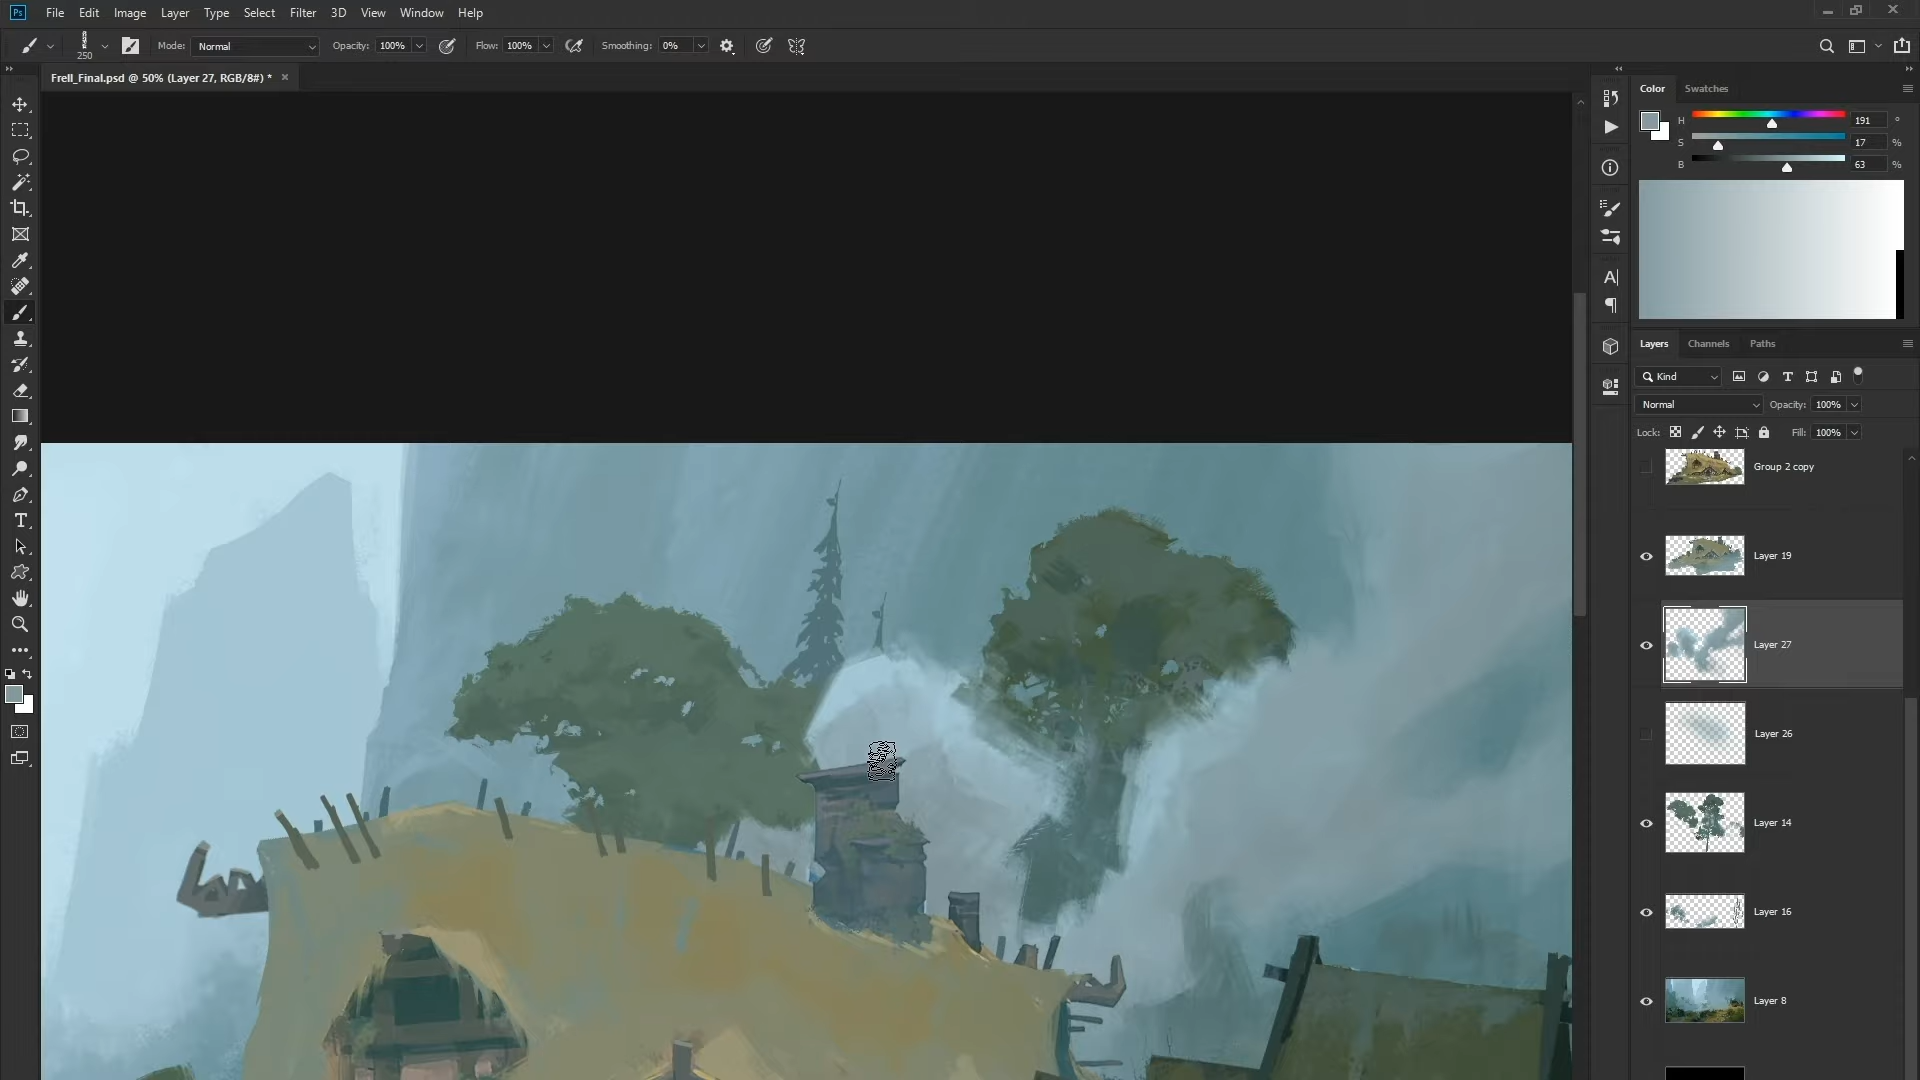 Ps File Edit Image Layer Type Select Filter 3D View Window Help
250 Mode: Normal Opacity: 100% Flow: 100% Smoothing: 0%
Frell_Final.psd @ 50% (Layer 27, RGB/8#) *
Color Swatches
H 191 °
S 17 %
B 63 %
Layers Channels Paths
Kind
Normal Opacity: 100%
Lock: Fill: 100%
Group 2 copy
Layer 19
Layer 27
Layer 26
Layer 14
Layer 16
Layer 8